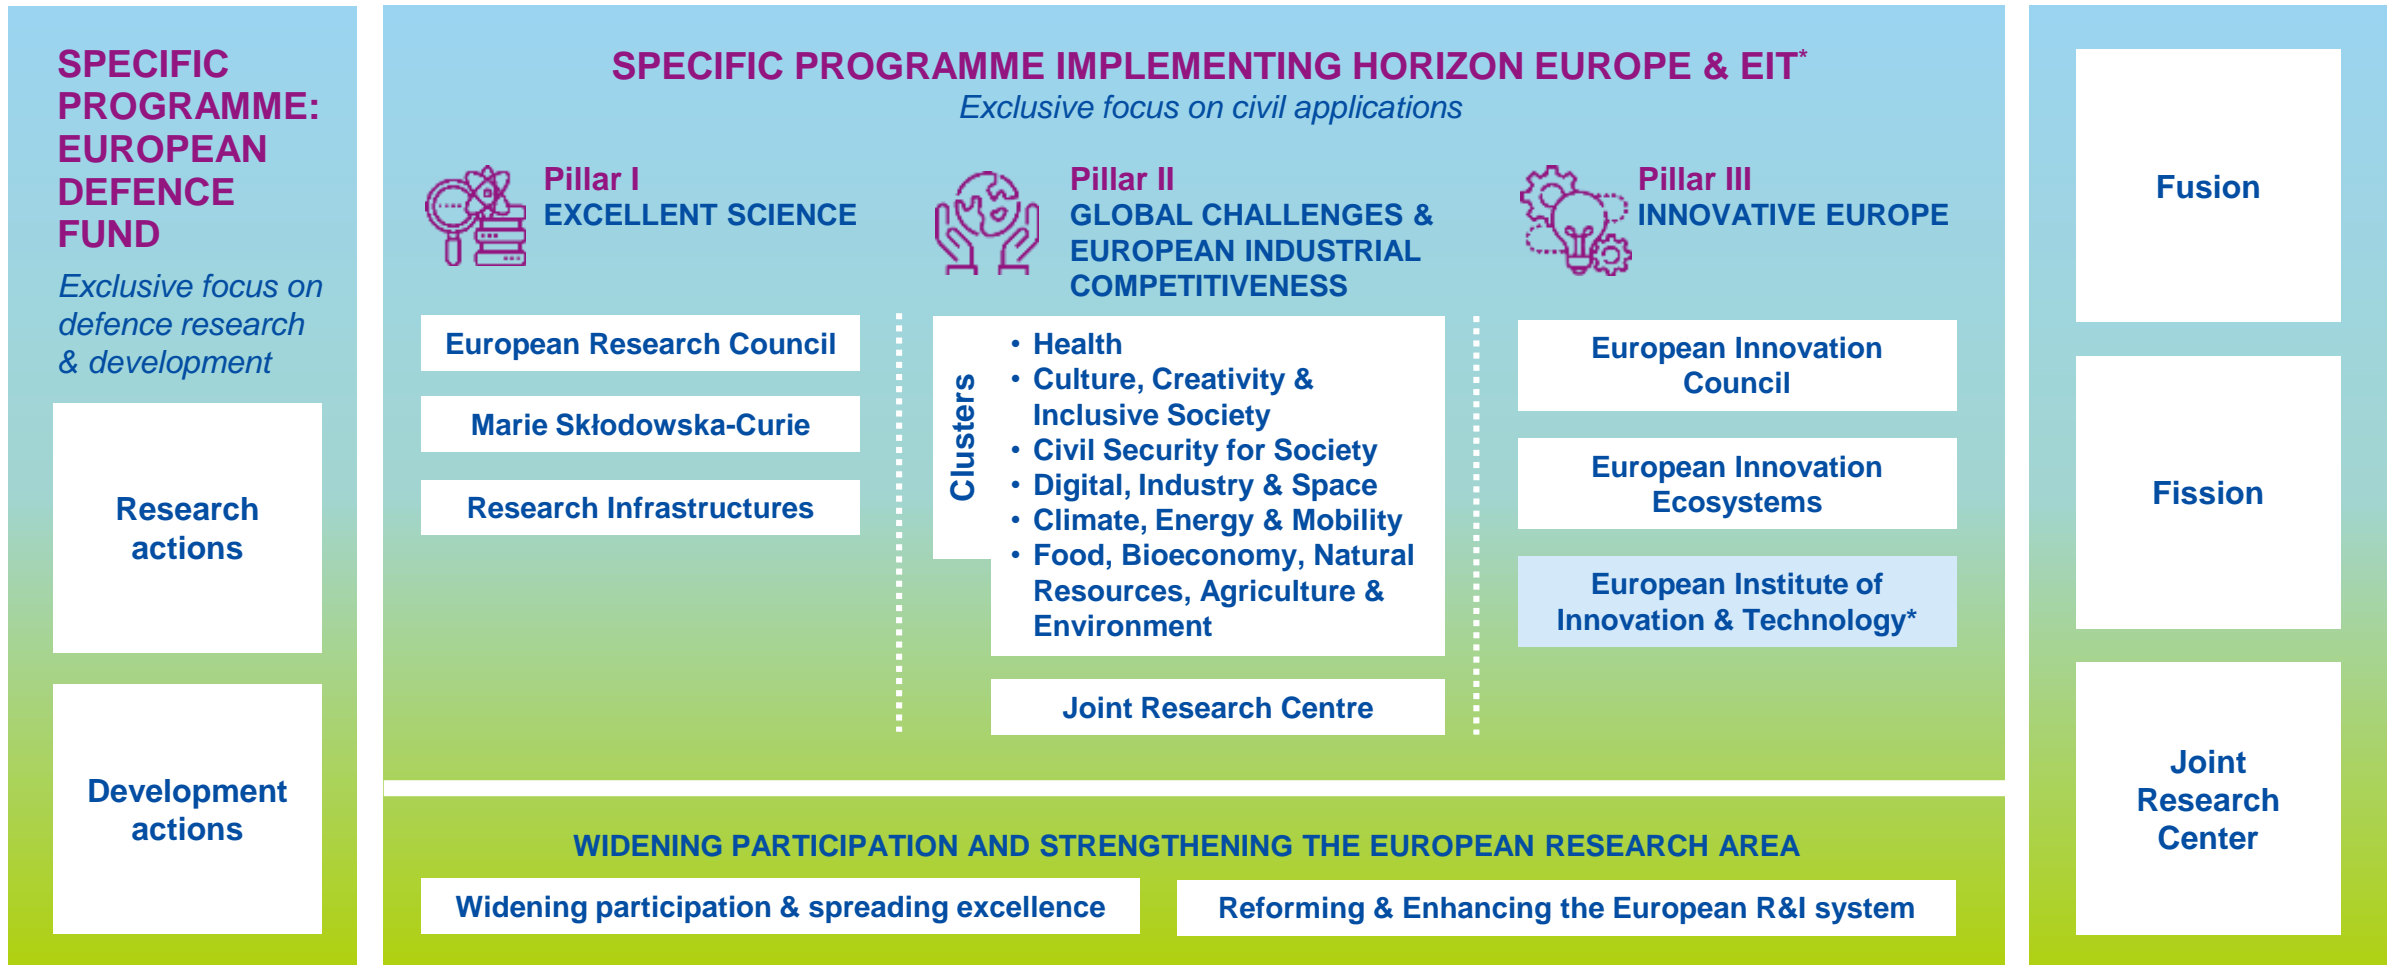 SPECIFIC
PROGRAMME:
EUROPEAN
DEFENCE
FUND
Exclusive focus on
defence research
& development
Research
actions
Development
actions
SPECIFIC PROGRAMME IMPLEMENTING HORIZON EUROPE & EIT*
Exclusive focus on civil applications
Pillar I
EXCELLENT SCIENCE
European Research Council
Marie Skłodowska-Curie
Research Infrastructures
Pillar II
GLOBAL CHALLENGES &
EUROPEAN INDUSTRIAL
COMPETITIVENESS
Clusters
• Health
• Culture, Creativity &
Inclusive Society
• Civil Security for Society
• Digital, Industry & Space
• Climate, Energy & Mobility
• Food, Bioeconomy, Natural
Resources, Agriculture &
Environment
Joint Research Centre
Pillar III
INNOVATIVE EUROPE
European Innovation
Council
European Innovation
Ecosystems
European Institute of
Innovation & Technology*
WIDENING PARTICIPATION AND STRENGTHENING THE EUROPEAN RESEARCH AREA
Widening participation & spreading excellence
Reforming & Enhancing the European R&I system
Fusion
Fission
Joint
Research
Center